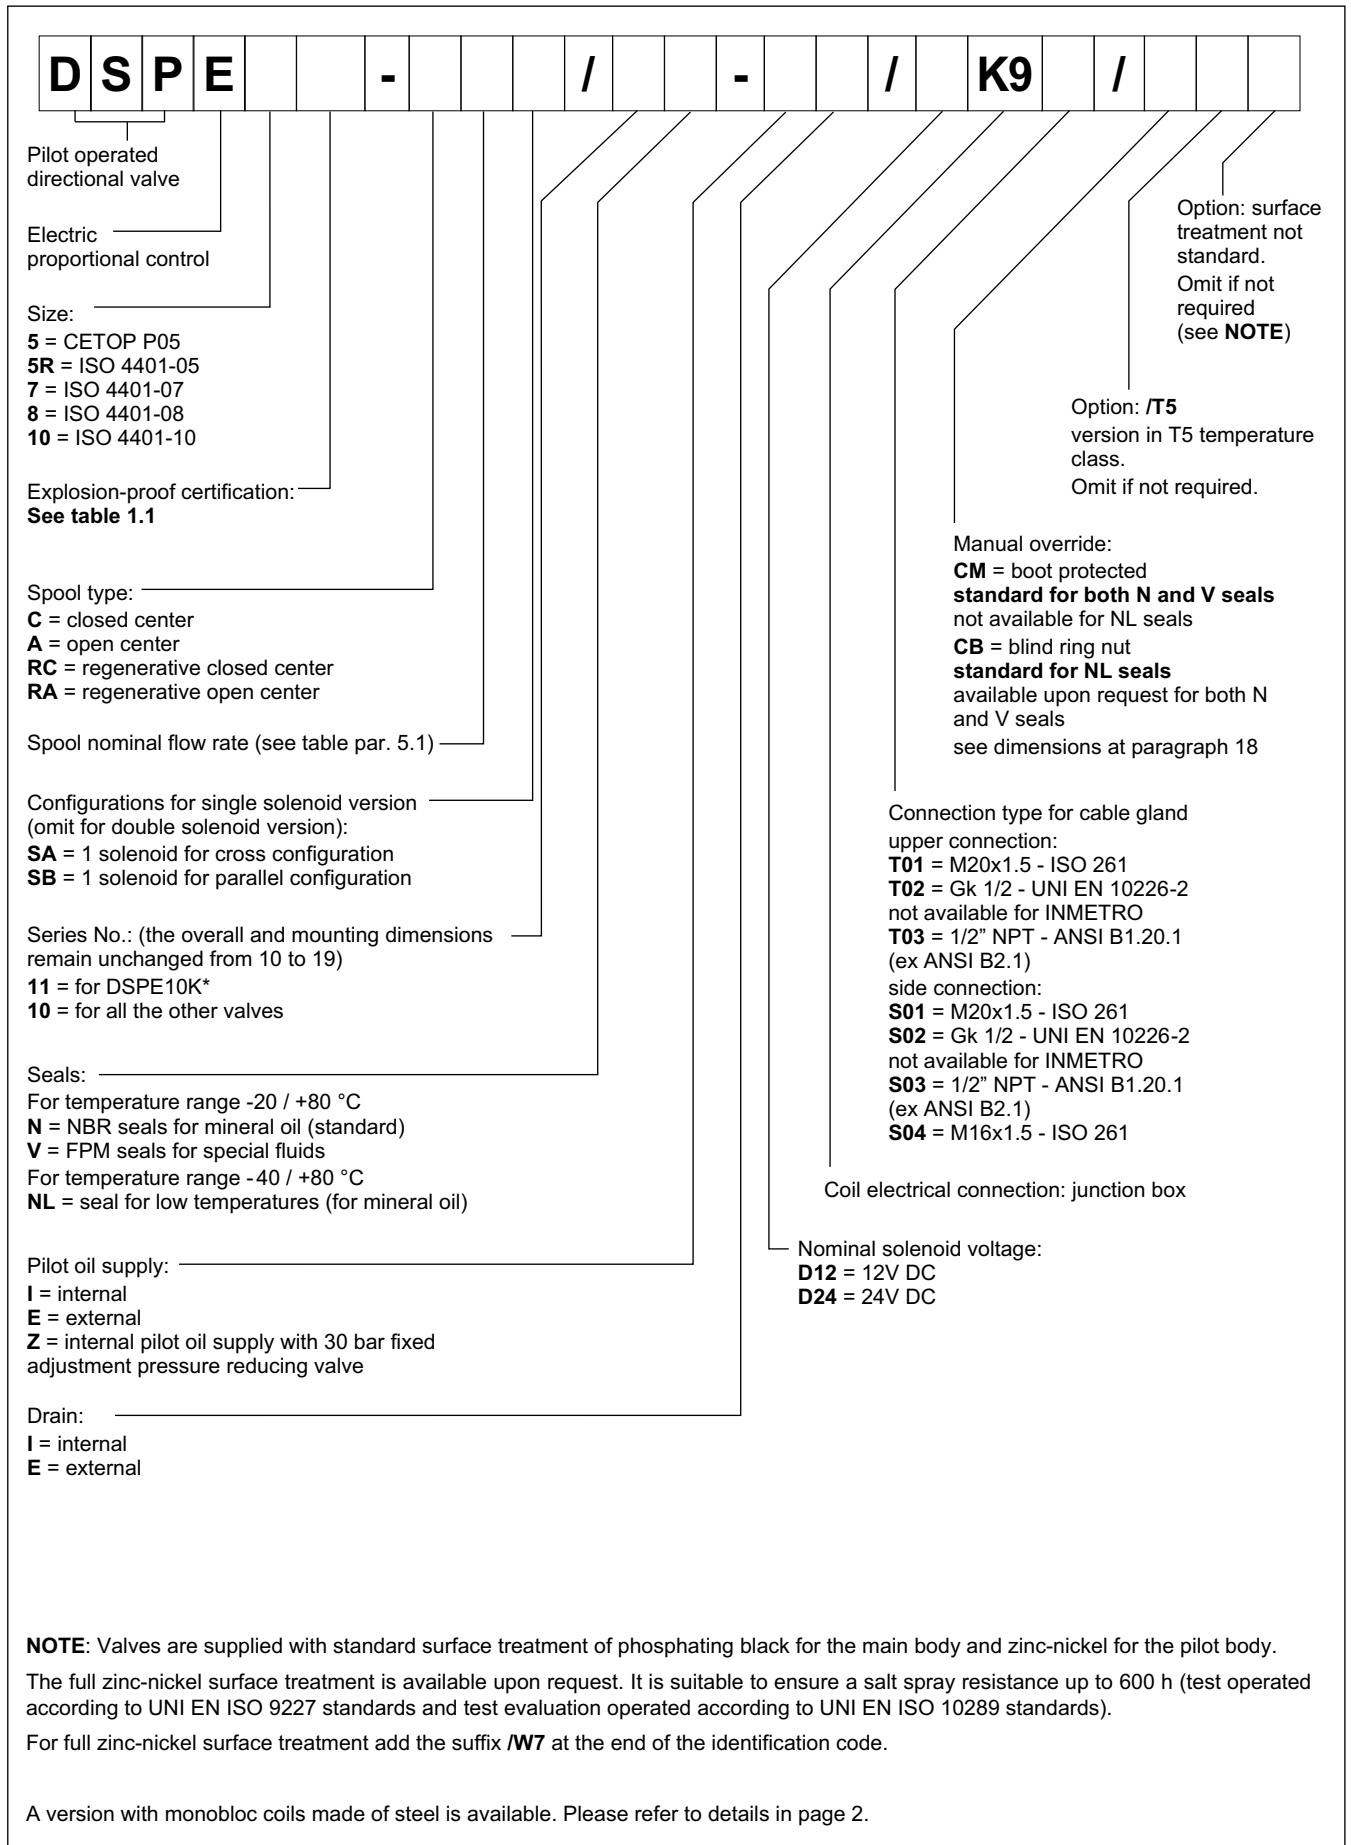 D S P E - / - / K9 /
Pilot operated
directional valve
Electric
proportional control
Size:
5 = CETOP P05
5R = ISO 4401-05
7 = ISO 4401-07
8 = ISO 4401-08
10 = ISO 4401-10
Explosion-proof certification:
See table 1.1
Spool type:
C = closed center
A = open center
RC = regenerative closed center
RA = regenerative open center
Spool nominal flow rate (see table par. 5.1)
Configurations for single solenoid version
(omit for double solenoid version):
SA = 1 solenoid for cross configuration
SB = 1 solenoid for parallel configuration
Series No.: (the overall and mounting dimensions
remain unchanged from 10 to 19)
11 = for DSPE10K*
10 = for all the other valves
Seals:
For temperature range -20 / +80 °C
N = NBR seals for mineral oil (standard)
V = FPM seals for special fluids
For temperature range -40 / +80 °C
NL = seal for low temperatures (for mineral oil)
Pilot oil supply:
I = internal
E = external
Z = internal pilot oil supply with 30 bar fixed
adjustment pressure reducing valve
Drain:
I = internal
E = external
Option: surface
treatment not
standard.
Omit if not
required
(see NOTE)
Option: /T5
version in T5 temperature
class.
Omit if not required.
Manual override:
CM = boot protected
standard for both N and V seals
not available for NL seals
CB = blind ring nut
standard for NL seals
available upon request for both N
and V seals
see dimensions at paragraph 18
Connection type for cable gland
upper connection:
T01 = M20x1.5 - ISO 261
T02 = Gk 1/2 - UNI EN 10226-2
not available for INMETRO
T03 = 1/2” NPT - ANSI B1.20.1
(ex ANSI B2.1)
side connection:
S01 = M20x1.5 - ISO 261
S02 = Gk 1/2 - UNI EN 10226-2
not available for INMETRO
S03 = 1/2” NPT - ANSI B1.20.1
(ex ANSI B2.1)
S04 = M16x1.5 - ISO 261
Coil electrical connection: junction box
Nominal solenoid voltage:
D12 = 12V DC
D24 = 24V DC
NOTE: Valves are supplied with standard surface treatment of phosphating black for the main body and zinc-nickel for the pilot body.
The full zinc-nickel surface treatment is available upon request. It is suitable to ensure a salt spray resistance up to 600 h (test operated
according to UNI EN ISO 9227 standards and test evaluation operated according to UNI EN ISO 10289 standards).
For full zinc-nickel surface treatment add the suffix /W7 at the end of the identification code.
A version with monobloc coils made of steel is available. Please refer to details in page 2.